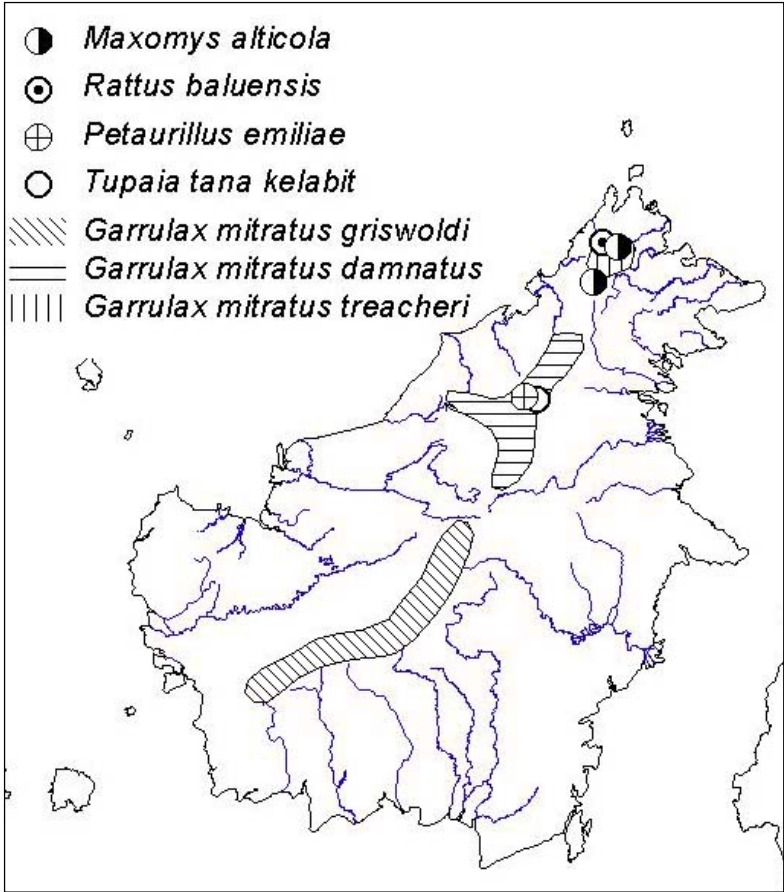 Maxomys alticola
Rattus baluensis
Petaurillus emiliae
Tupaia tana kelabit
Garrulax mitratus griswoldi
Garrulax mitratus damnatus
Garrulax mitratus treacheri